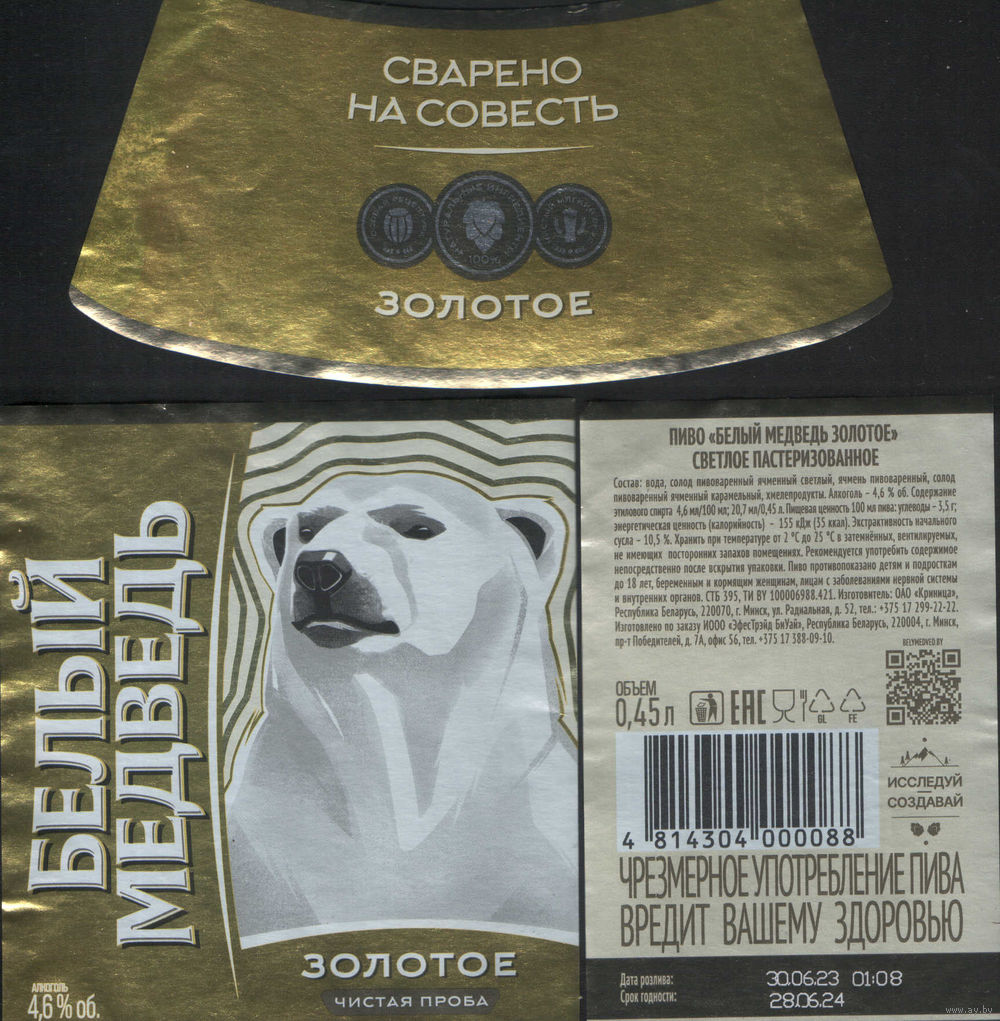 СВАРЕНО
НА СОВЕСТЬ
100%
ЗОЛОТОЕ
БЕЛЫЙ
МЕДВЕДЬ
ЗОЛОТОЕ
ЧИСТАЯ ПРОБА
АЛКОГОЛЬ
4,6 % об.
ПИВО «БЕЛЫЙ МЕДВЕДЬ ЗОЛОТОЕ»
СВЕТЛОЕ ПАСТЕРИЗОВАННОЕ
Состав: вода, солод пивоваренный ячменный светлый, ячмень пивоваренный, солод
пивоваренный ячменный карамельный, хмелепродукты. Алкоголь – 4,6 % об. Содержание
этилового спирта 4,6 мл/100 мл; 20,7 мл/0,45 л. Пищевая ценность 100 мл пива: углеводы – 3,5 г;
энергетическая ценность (калорийность) - 155 кДж (35 ккал). Экстрактивность начального
сусла – 10,5 %. Хранить при температуре от 2 °С до 25 °С в затемнённых, вентилируемых,
не имеющих посторонних запахов помещениях. Рекомендуется употребить содержимое
непосредственно после вскрытия упаковки. Пиво противопоказано детям и подросткам
до 18 лет, беременным и кормящим женщинам, лицам с заболеваниями нервной системы
и внутренних органов. СТБ 395, ТИ BY 100006988.421. Изготовитель: ОАО «Криница»,
Республика Беларусь, 220070, г. Минск, ул. Радиальная, д. 52, тел.: +375 17 299-22-22.
Изготовлено по заказу ИООО «ЭфесТрэйд БиУай», Республика Беларусь, 220004, г. Минск,
пр-т Победителей, д. 7А, офис 56, тел. +375 17 388-09-10.
RELYMEDVED.BY
ОБЪЕМ
0,45 л
EAC
GL
FE
4 814304 000088
ИССЛЕДУЙ
СОЗДАВАЙ
ЧРЕЗМЕРНОЕ УПОТРЕБЛЕНИЕ ПИВА
ВРЕДИТ ВАШЕМУ ЗДОРОВЬЮ
Дата розлива: 30.06.23 01:08
Срок годности: 28.06.24
www.ay.by